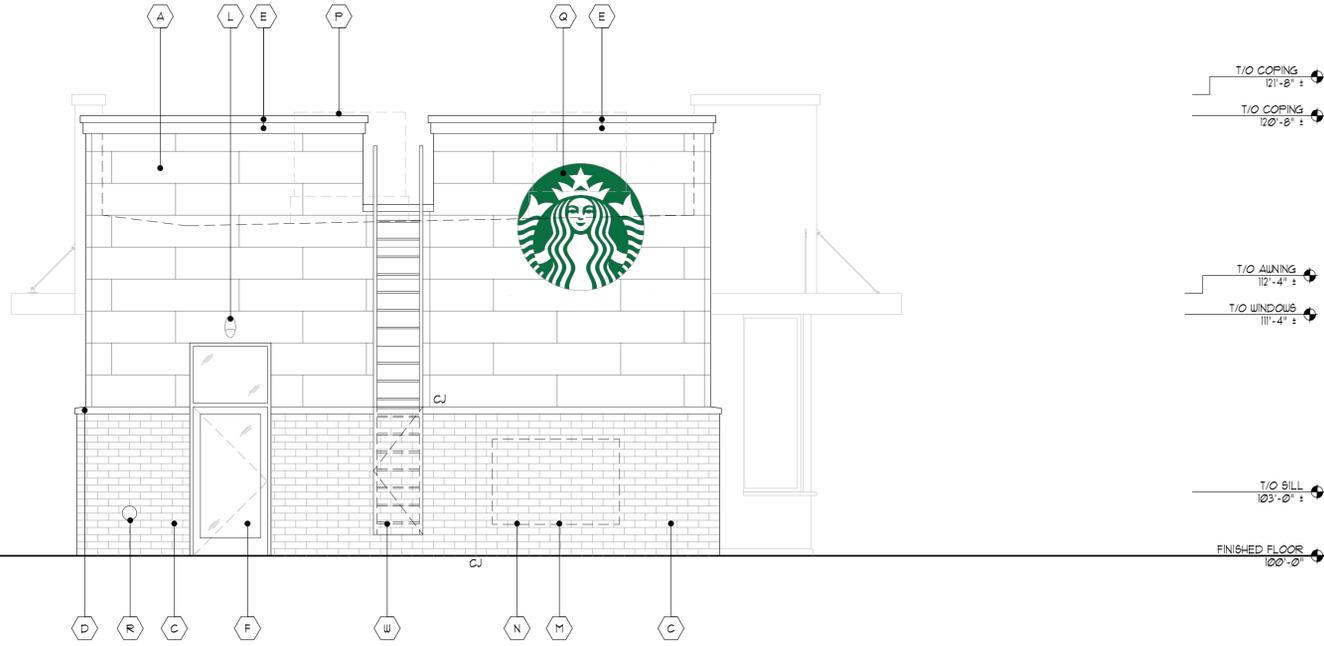 A
L
E
P
Q
E
T/O COPING
121'-8" ±
T/O COPING
120'-8" ±
T/O AWNING
112'-4" ±
T/O WINDOWS
111'-4" ±
CJ
T/O SILL
103'-0" ±
FINISHED FLOOR
100'-0"
CJ
D
R
C
F
W
N
M
C